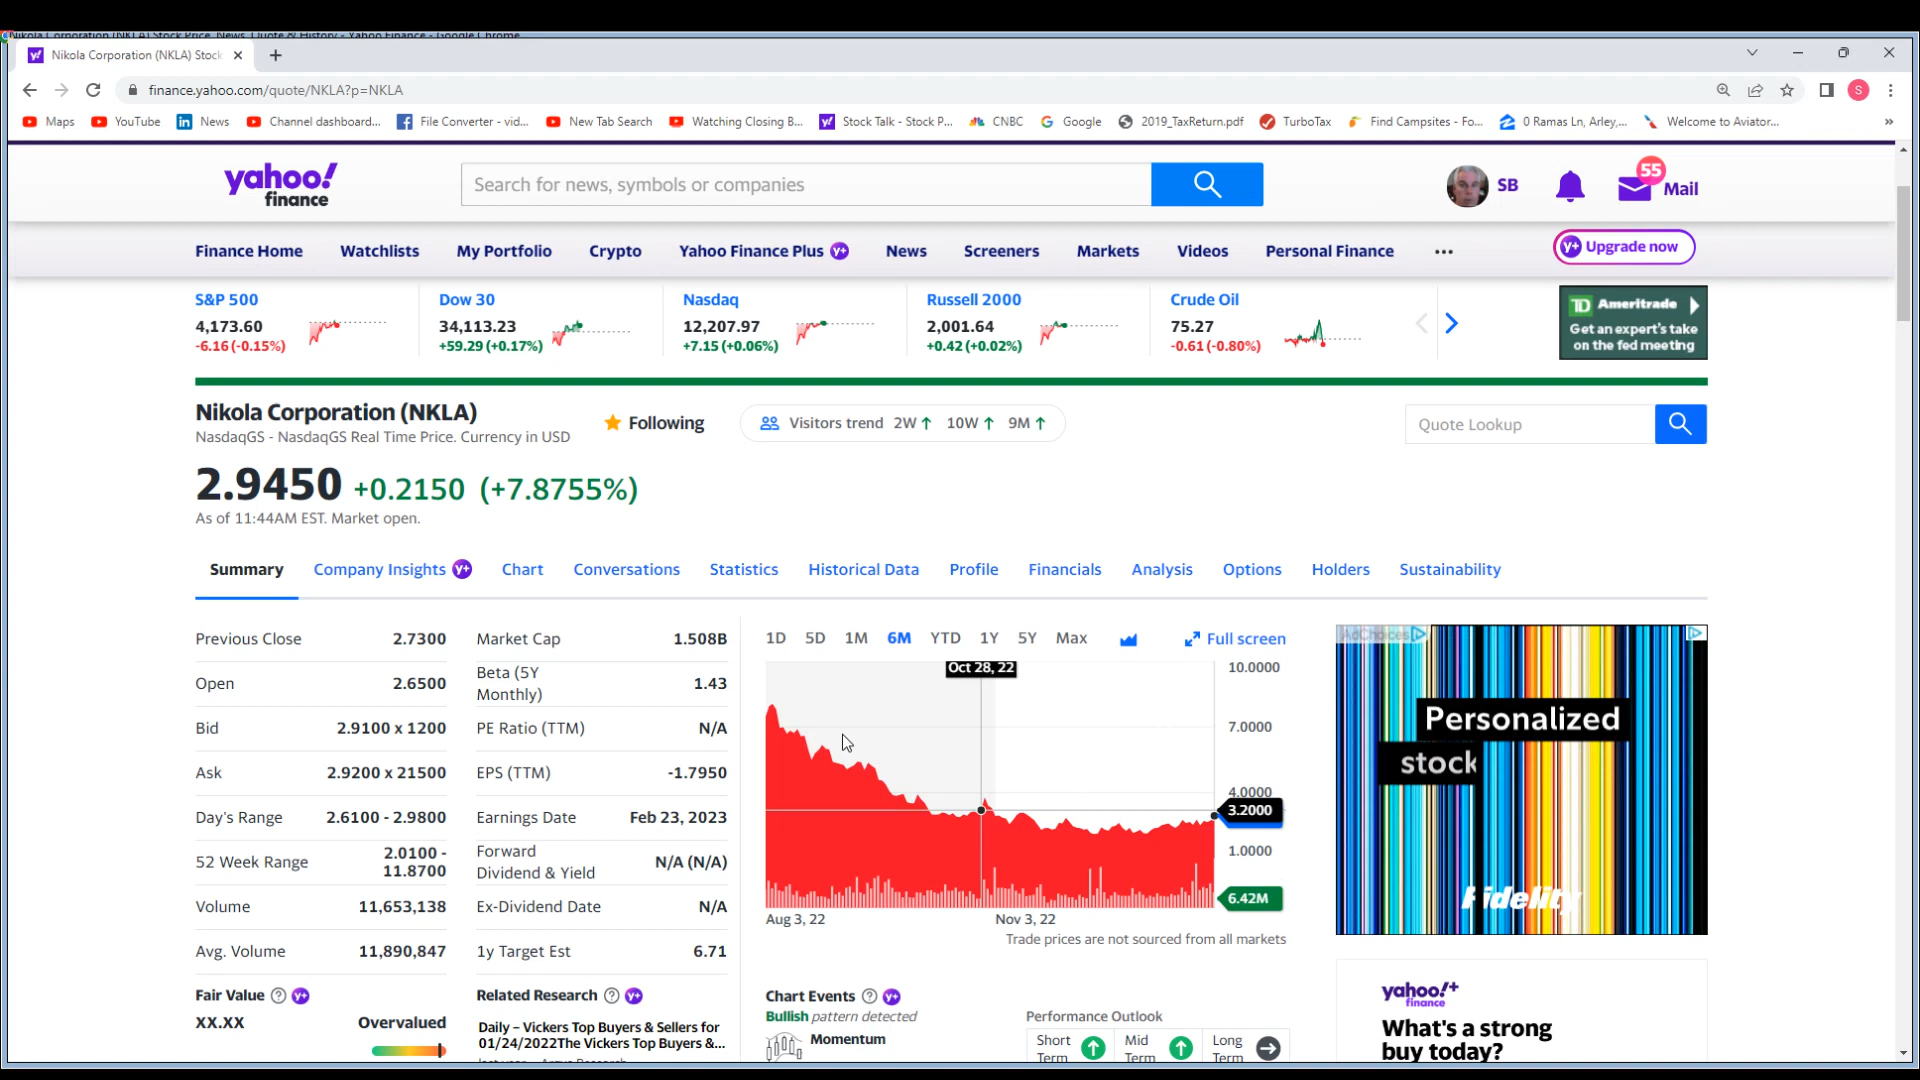 Nikola Corporation (NKLA) Stock Price, News, Quote & History - Yahoo Finance - Google Chrome
Nikola Corporation (NKLA) Stock
finance.yahoo.com/quote/NKLA?p=NKLA
S
Maps YouTube News Channel dashboard... File Converter - vid... New Tab Search Watching Closing B... Stock Talk - Stock P... CNBC Google 2019_TaxReturn.pdf TurboTax Find Campsites - Fo... 0 Ramas Ln, Arley,... Welcome to Aviator... »
yahoo!
finance
Search for news, symbols or companies
SB
55
Mail
Finance Home Watchlists My Portfolio Crypto Yahoo Finance Plus y+ News Screeners Markets Videos Personal Finance ... y+ Upgrade now
S&P 500
4,173.60
-6.16 (-0.15%)
Dow 30
34,113.23
+59.29 (+0.17%)
Nasdaq
12,207.97
+7.15 (+0.06%)
Russell 2000
2,001.64
+0.42 (+0.02%)
Crude Oil
75.27
-0.61 (-0.80%)
TD Ameritrade
Get an expert's take
on the fed meeting
Nikola Corporation (NKLA)
NasdaqGS - NasdaqGS Real Time Price. Currency in USD
Following
Visitors trend 2W↑ 10W↑ 9M↑
Quote Lookup
2.9450 +0.2150 (+7.8755%)
As of 11:44AM EST. Market open.
Summary Company Insights y+ Chart Conversations Statistics Historical Data Profile Financials Analysis Options Holders Sustainability
Previous Close 2.7300
Open 2.6500
Bid 2.9100 x 1200
Ask 2.9200 x 21500
Day's Range 2.6100 - 2.9800
52 Week Range 2.0100 -
11.8700
Volume 11,653,138
Avg. Volume 11,890,847
Market Cap 1.508B
Beta (5Y
Monthly) 1.43
PE Ratio (TTM) N/A
EPS (TTM) -1.7950
Earnings Date Feb 23, 2023
Forward
Dividend & Yield N/A (N/A)
Ex-Dividend Date N/A
1y Target Est 6.71
1D 5D 1M 6M YTD 1Y 5Y Max Full screen
Oct 28, 22
10.0000
7.0000
4.0000
3.2000
1.0000
6.42M
Aug 3, 22 Nov 3, 22
Trade prices are not sourced from all markets
AdChoices
Personalized
stock
Fidelity
Fair Value ? y+
XX.XX Overvalued
Related Research ? y+
Daily – Vickers Top Buyers & Sellers for
01/24/2022The Vickers Top Buyers &...
Chart Events ? y+
Bullish pattern detected
Momentum
Performance Outlook
Short
Term
Mid
Term
Long
Term
yahoo!+
finance
What's a strong
buy today?